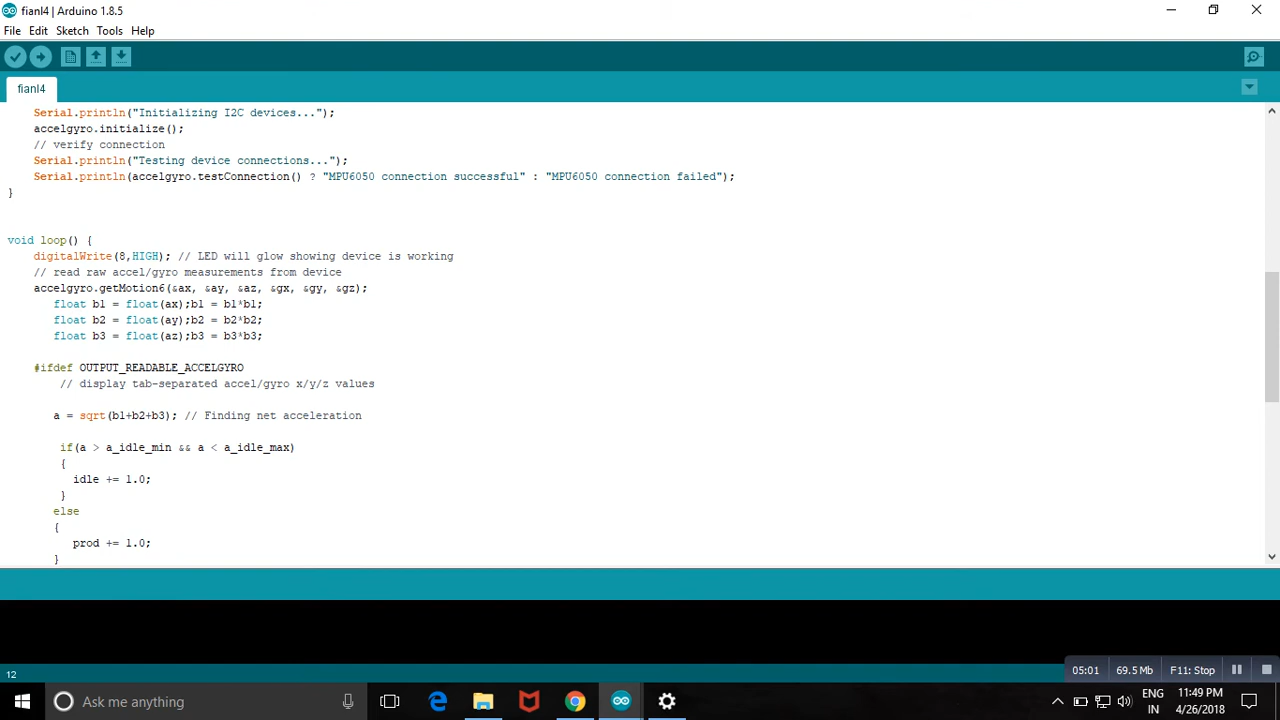 fianl4 | Arduino 1.8.5
File Edit Sketch Tools Help
fianl4
Serial.println("Initializing I2C devices...");
accelgyro.initialize();
// verify connection
Serial.println("Testing device connections...");
Serial.println(accelgyro.testConnection() ? "MPU6050 connection successful" : "MPU6050 connection failed");
}
void loop() {
digitalWrite(8,HIGH); // LED will glow showing device is working
// read raw accel/gyro measurements from device
accelgyro.getMotion6(&ax, &ay, &az, &gx, &gy, &gz);
float b1 = float(ax);b1 = b1*b1;
float b2 = float(ay);b2 = b2*b2;
float b3 = float(az);b3 = b3*b3;
#ifdef OUTPUT_READABLE_ACCELGYRO
// display tab-separated accel/gyro x/y/z values
a = sqrt(b1+b2+b3); // Finding net acceleration
if(a > a_idle_min && a < a_idle_max)
{
idle += 1.0;
}
else
{
prod += 1.0;
}
12
05:01 69.5 Mb F11: Stop
Ask me anything
ENG 11:49 PM
IN 4/26/2018